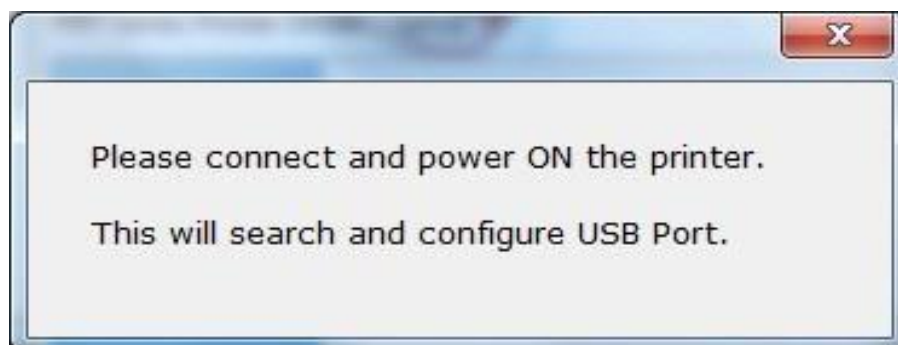 Please connect and power ON the printer.
This will search and configure USB Port.